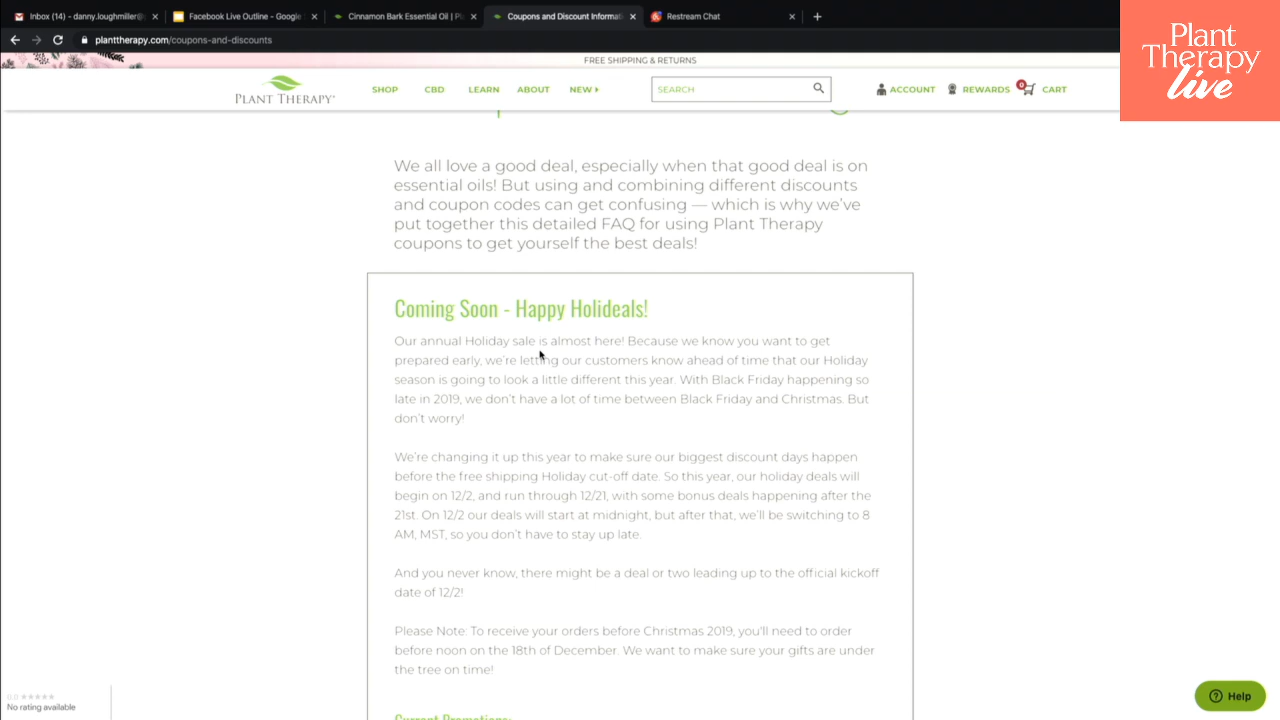 Inbox (14) - danny.loughmiller@
Facebook Live Outline - Google
Cinnamon Bark Essential Oil | Pl
Coupons and Discount Informat
Restream Chat
planttherapy.com/coupons-and-discounts
Plant
Therapy
live
FREE SHIPPING & RETURNS
PLANT THERAPY
SHOP CBD LEARN ABOUT NEW SEARCH ACCOUNT REWARDS 0 CART
We all love a good deal, especially when that good deal is on
essential oils! But using and combining different discounts
and coupon codes can get confusing — which is why we've
put together this detailed FAQ for using Plant Therapy
coupons to get yourself the best deals!
Coming Soon - Happy Holideals!
Our annual Holiday sale is almost here! Because we know you want to get
prepared early, we're letting our customers know ahead of time that our Holiday
season is going to look a little different this year. With Black Friday happening so
late in 2019, we don't have a lot of time between Black Friday and Christmas. But
don't worry!
We're changing it up this year to make sure our biggest discount days happen
before the free shipping Holiday cut-off date. So this year, our holiday deals will
begin on 12/2, and run through 12/21, with some bonus deals happening after the
21st. On 12/2 our deals will start at midnight, but after that, we'll be switching to 8
AM, MST, so you don't have to stay up late.
And you never know, there might be a deal or two leading up to the official kickoff
date of 12/2!
Please Note: To receive your orders before Christmas 2019, you'll need to order
before noon on the 18th of December. We want to make sure your gifts are under
the tree on time!
Current Promotions:
0.0
No rating available
Help